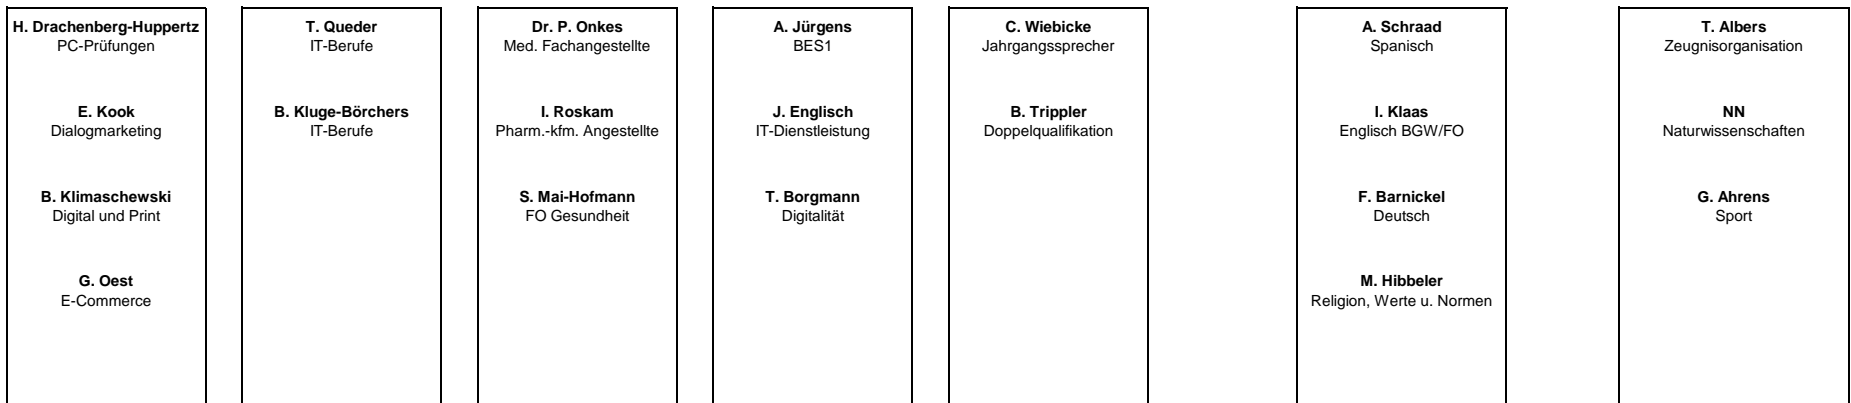 H. Drachenberg-Huppertz
PC-Prüfungen
E. Kook
Dialogmarketing
B. Klimaschewski
Digital und Print
G. Oest
E-Commerce
T. Queder
IT-Berufe
B. Kluge-Börchers
IT-Berufe
Dr. P. Onkes
Med. Fachangestellte
I. Roskam
Pharm.-kfm. Angestellte
S. Mai-Hofmann
FO Gesundheit
A. Jürgens
BES1
J. Englisch
IT-Dienstleistung
T. Borgmann
Digitalität
C. Wiebicke
Jahrgangssprecher
B. Trippler
Doppelqualifikation
A. Schraad
Spanisch
I. Klaas
Englisch BGW/FO
F. Barnickel
Deutsch
M. Hibbeler
Religion, Werte u. Normen
T. Albers
Zeugnisorganisation
NN
Naturwissenschaften
G. Ahrens
Sport